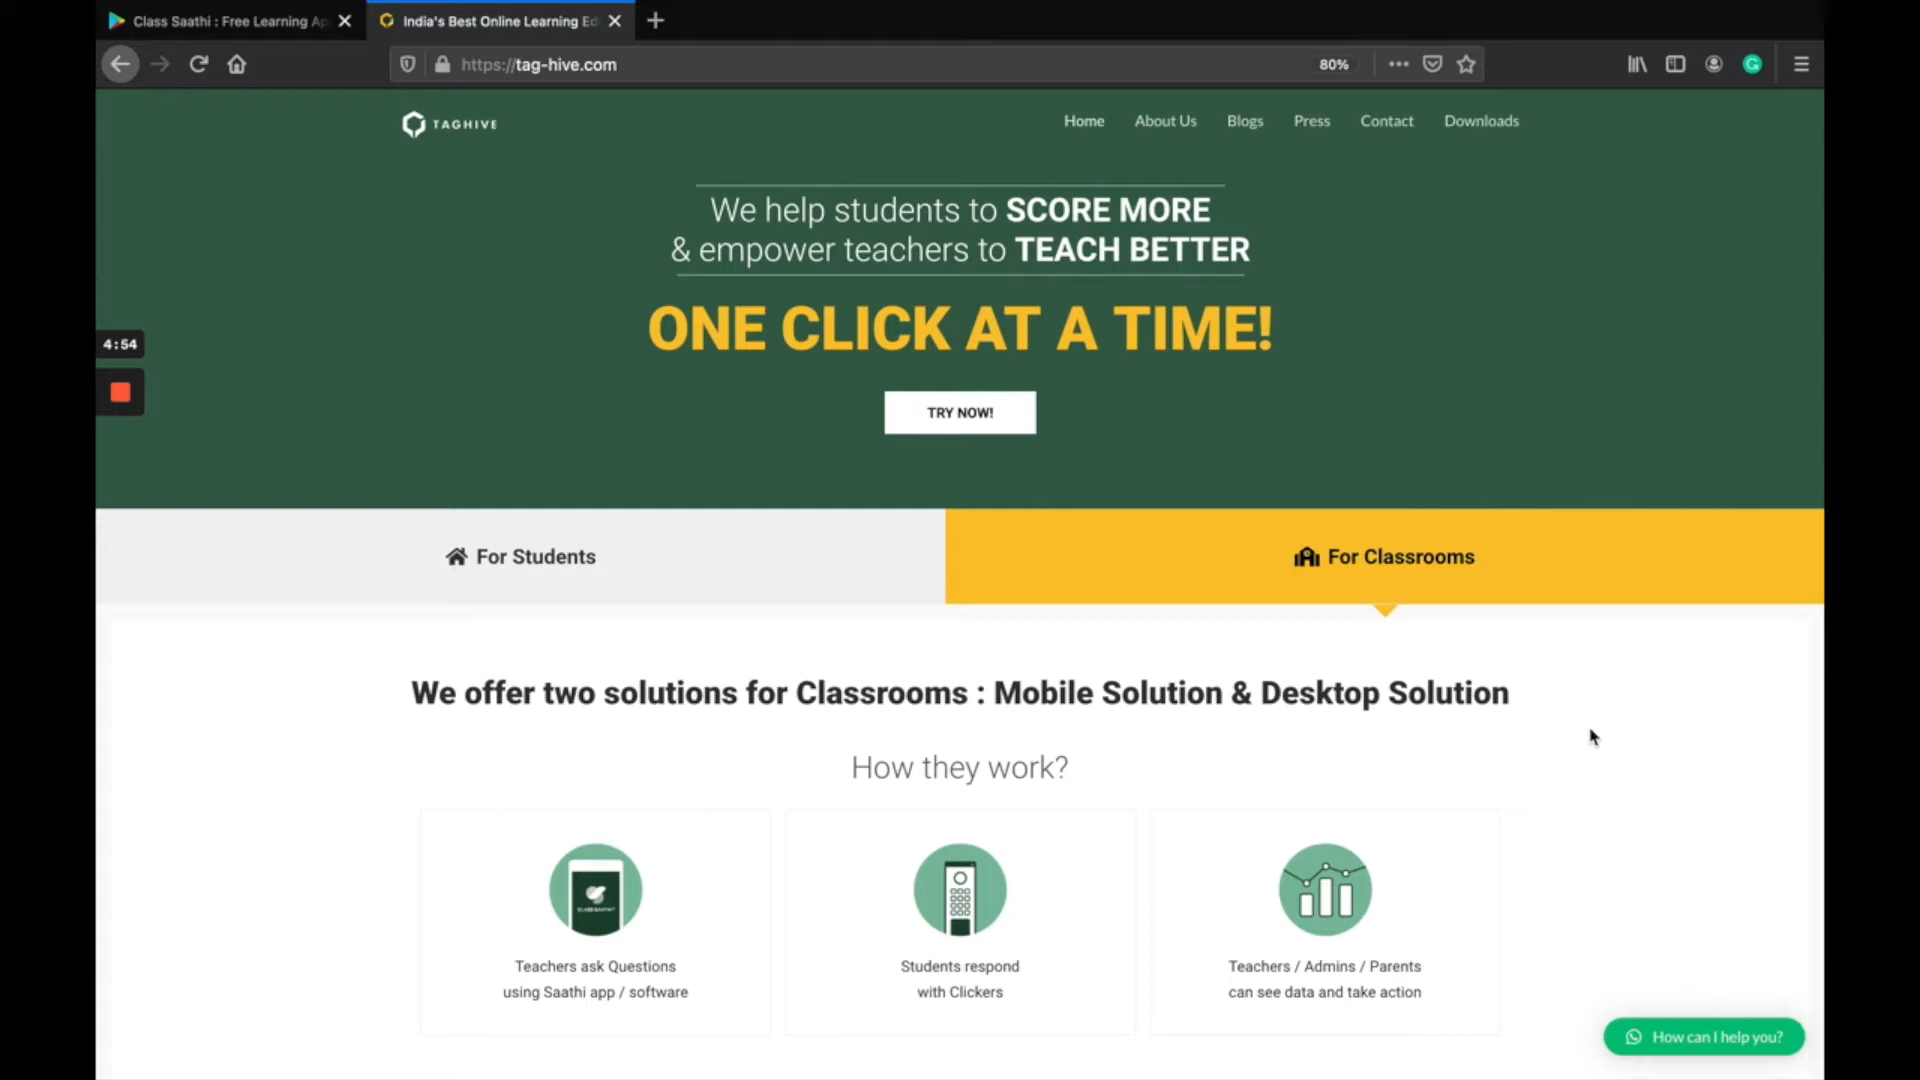 Class Saathi : Free Learning Ap
India's Best Online Learning Ed
https://tag-hive.com
80%
TAGHIVE
Home
About Us
Blogs
Press
Contact
Downloads
We help students to SCORE MORE
& empower teachers to TEACH BETTER
ONE CLICK AT A TIME!
4:54
TRY NOW!
For Students
For Classrooms
We offer two solutions for Classrooms : Mobile Solution & Desktop Solution
How they work?
CLASS SAATHI
Teachers ask Questions
using Saathi app / software
Students respond
with Clickers
Teachers / Admins / Parents
can see data and take action
How can I help you?